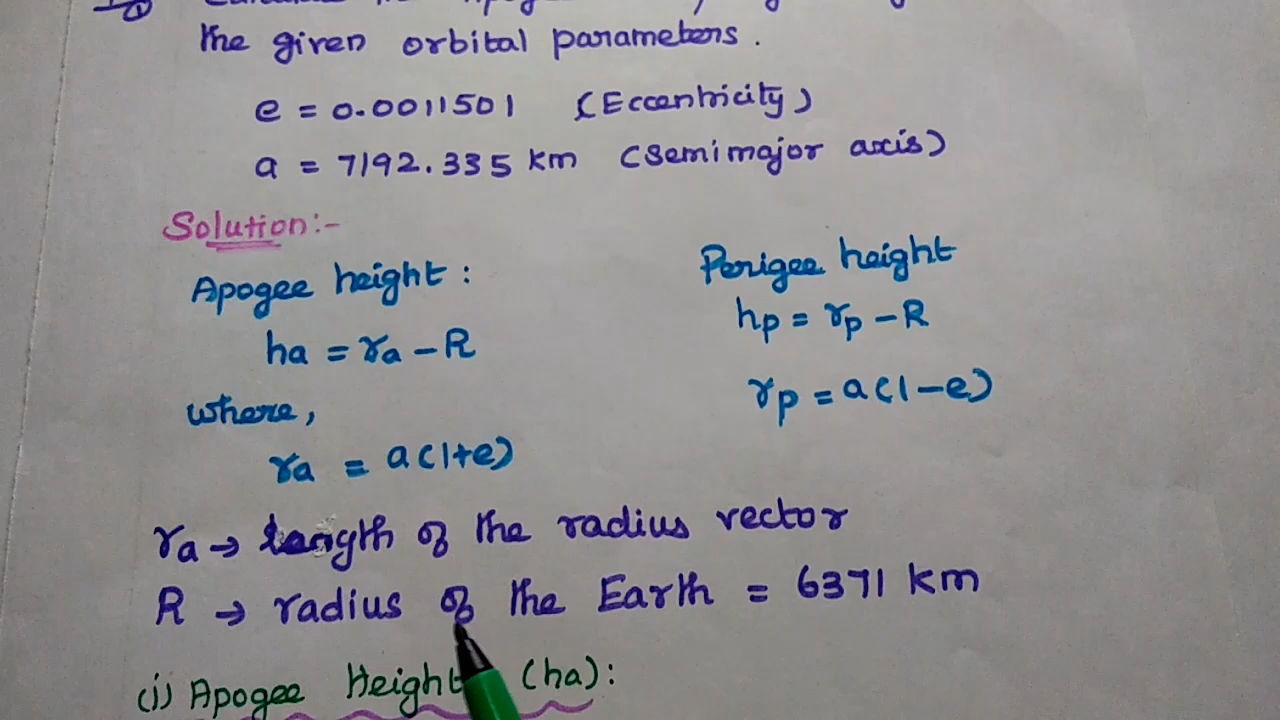 the given orbital parameters.
e = 0.0011501 (Eccentricity)
a = 7192.335 km (Semimajor axis)
Solution:-
Apogee height:
ha = ra - R
where,
ra = a(1+e)
Perigee height
hp = rp - R
rp = a(1-e)
ra → length of the radius vector
R → radius of the Earth = 6371 km
(i) Apogee Height (ha):